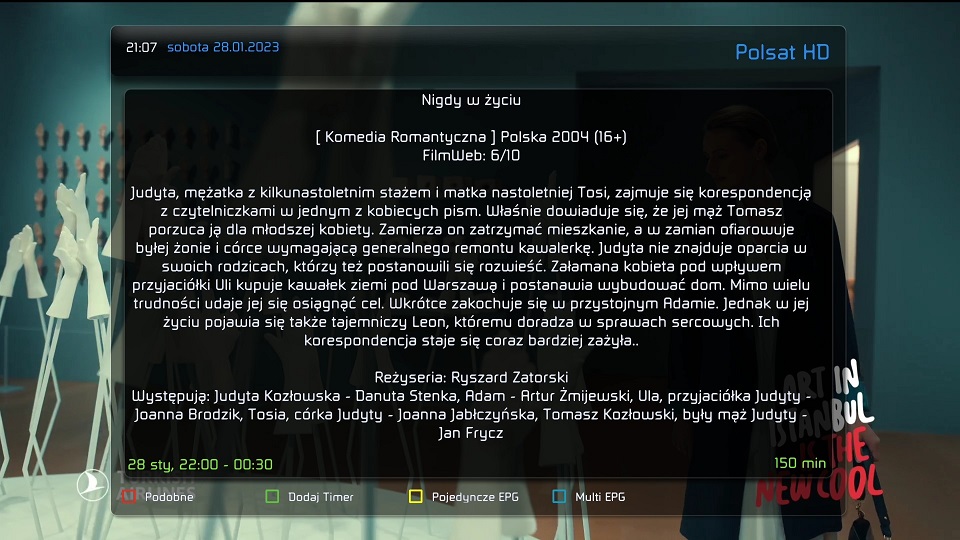 21:07 sobota 28.01.2023
Polsat HD
Nigdy w życiu
[ Komedia Romantyczna ] Polska 2004 (16+)
FilmWeb: 6/10
Judyta, mężatka z kilkunastoletnim stażem i matka nastoletniej Tosi, zajmuje się korespondencją
z czytelniczkami w jednym z kobiecych pism. Właśnie dowiaduje się, że jej mąż Tomasz
porzuca ją dla młodszej kobiety. Zamierza on zatrzymać mieszkanie, a w zamian ofiarowuje
byłej żonie i córce wymagającą generalnego remontu kawalerkę. Judyta nie znajduje oparcia w
swoich rodzicach, którzy też postanowili się rozwieść. Załamana kobieta pod wpływem
przyjaciółki Uli kupuje kawałek ziemi pod Warszawą i postanawia wybudować dom. Mimo wielu
trudności udaje jej się osiągnąć cel. Wkrótce zakochuje się w przystojnym Adamie. Jednak w jej
życiu pojawia się także tajemniczy Leon, któremu doradza w sprawach sercowych. Ich
korespondencja staje się coraz bardziej zażyła..
Reżyseria: Ryszard Zatorski
Występują: Judyta Kozłowska - Danuta Stenka, Adam - Artur Żmijewski, Ula, przyjaciółka Judyty -
Joanna Brodzik, Tosia, córka Judyty - Joanna Jabłczyńska, Tomasz Kozłowski, były mąż Judyty -
Jan Frycz
28 sty, 22:00 - 00:30
150 min
Podobne
Dodaj Timer
Pojedyncze EPG
Multi EPG
AIRLINES
ART IN
ISTANBUL
IS THE
NEW COOL